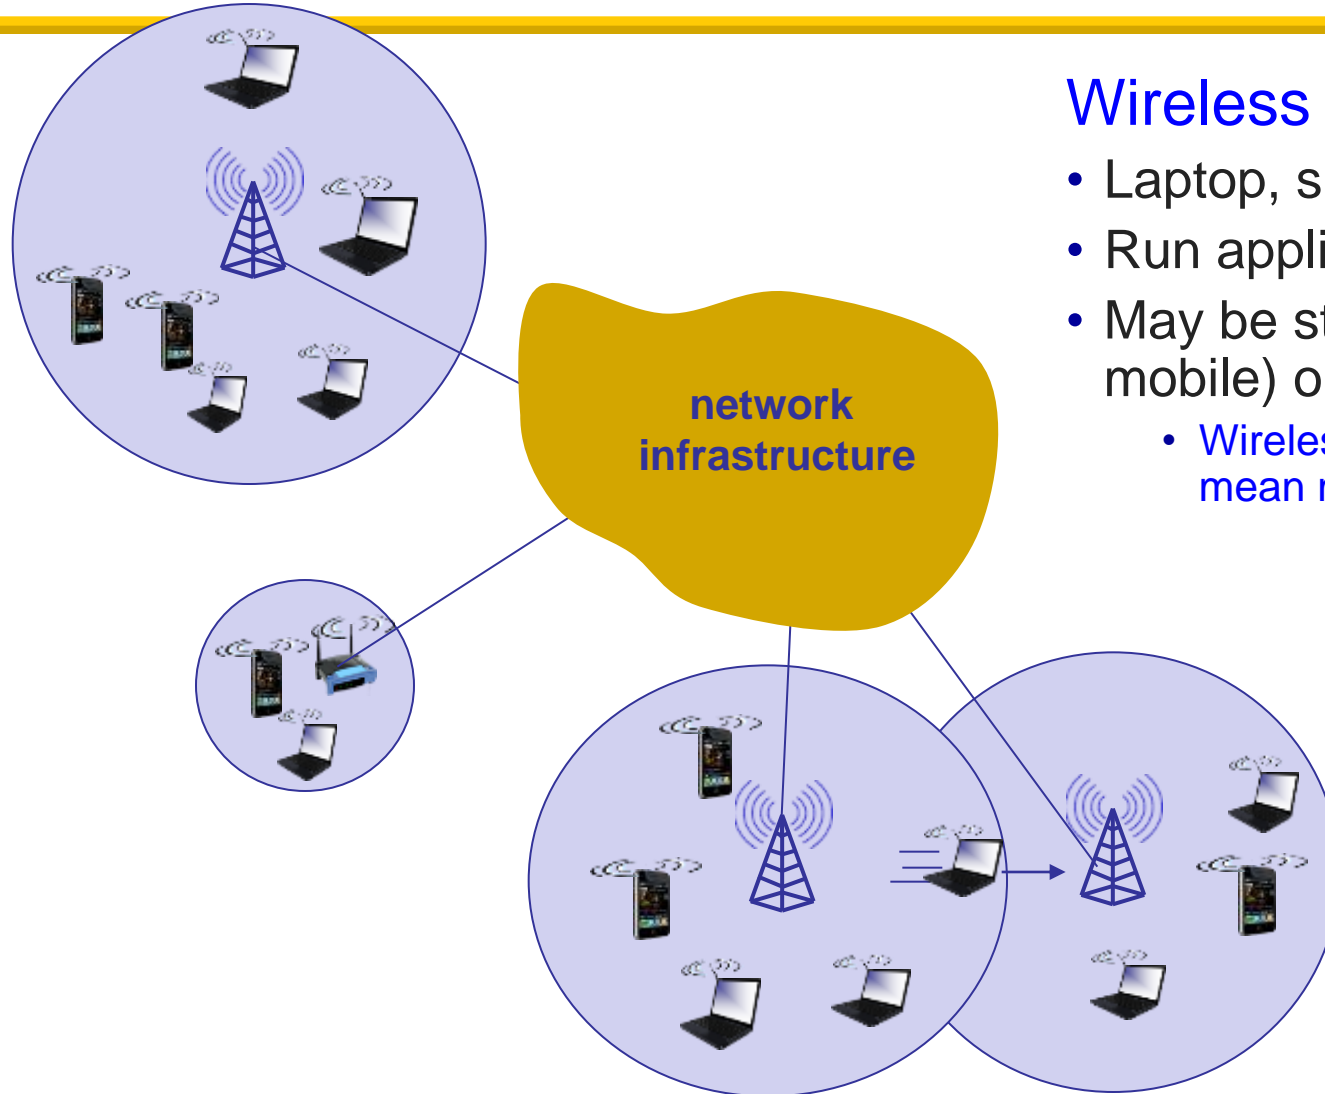 Wireless
• Laptop, s
• Run appli
• May be st
mobile) o
• Wireles
mean r
network
infrastructure